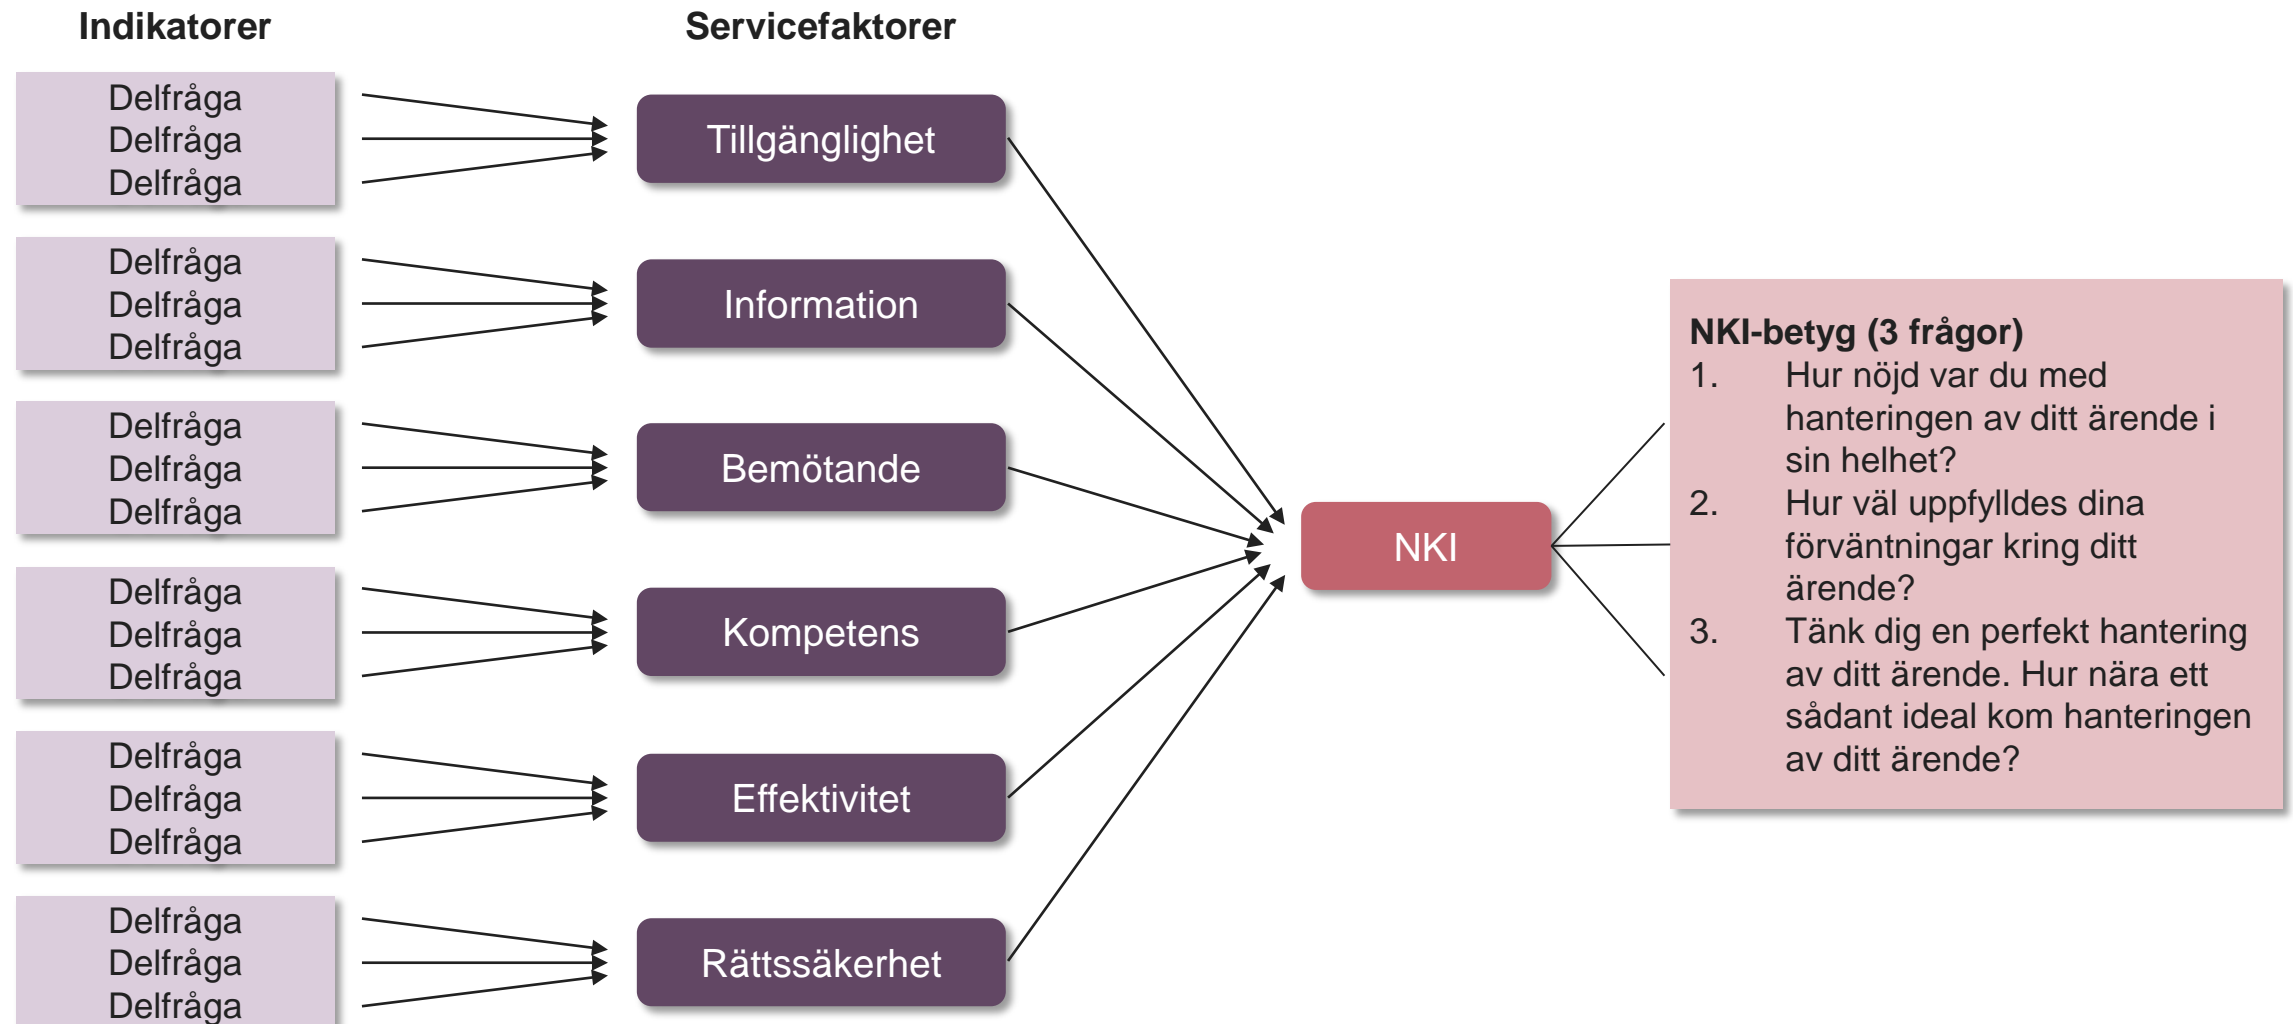 Indikatorer
Servicefaktorer
Delfråga
Delfråga
Delfråga
Tillgänglighet
Delfråga
Delfråga
Delfråga
Information
Delfråga
Delfråga
Delfråga
Bemötande
Delfråga
Delfråga
Delfråga
Kompetens
Delfråga
Delfråga
Delfråga
Effektivitet
Delfråga
Delfråga
Delfråga
Rättssäkerhet
NKI
NKI-betyg (3 frågor)
1. Hur nöjd var du med
hanteringen av ditt ärende i
sin helhet?
2. Hur väl uppfylldes dina
förväntningar kring ditt
ärende?
3. Tänk dig en perfekt hantering
av ditt ärende. Hur nära ett
sådant ideal kom hanteringen
av ditt ärende?